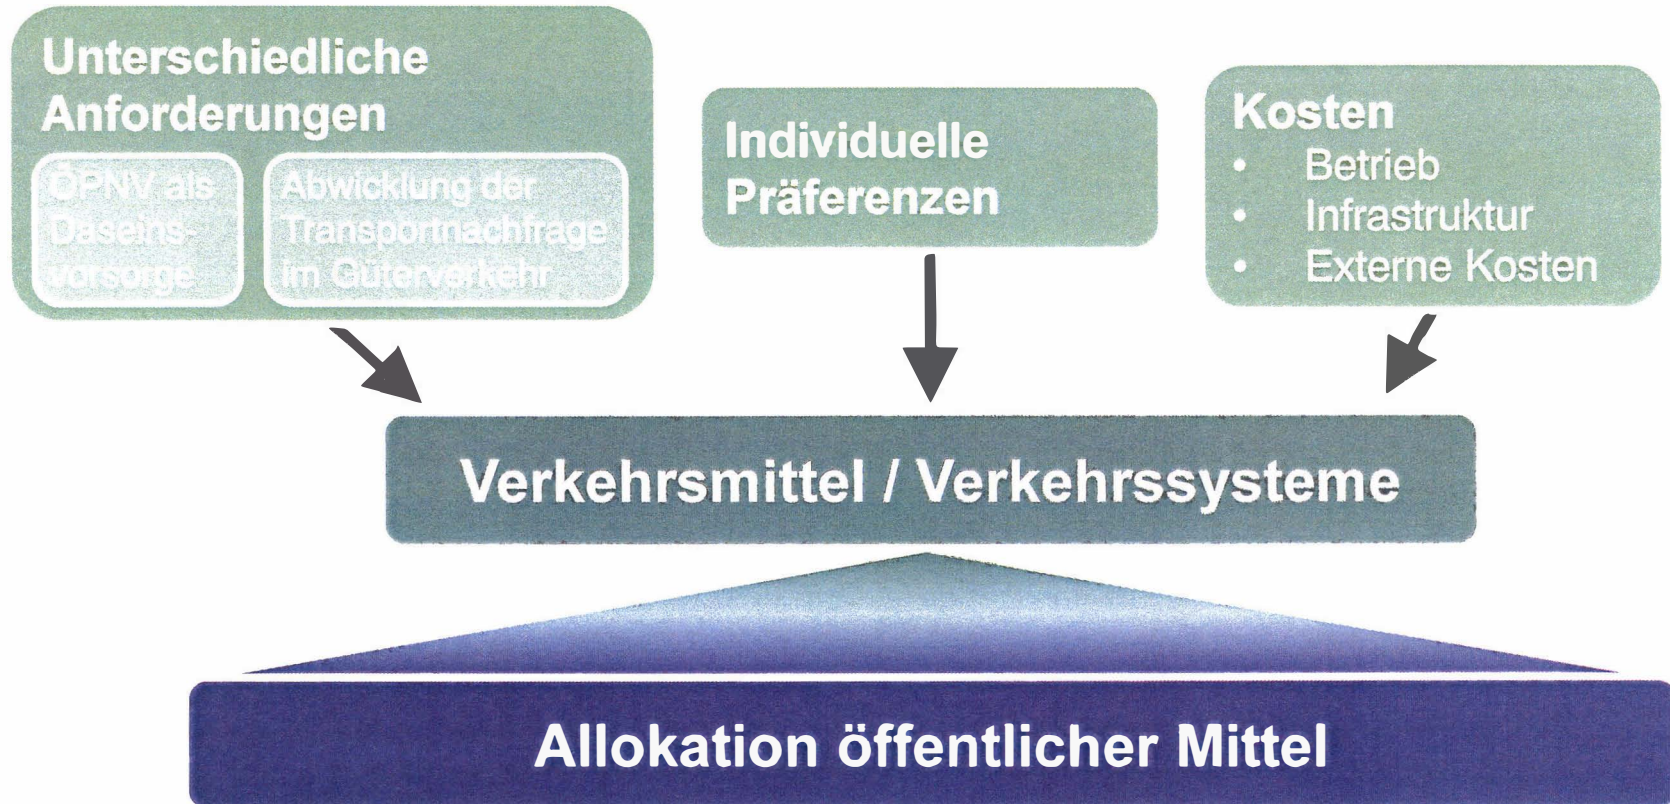 Unterschiedliche
Anforderungen
ÖPNV als
Daseins-
vorsorge
Abwicklung der
Transportnachfrage
im Güterverkehr
Individuelle
Präferenzen
Kosten
• Betrieb
• Infrastruktur
• Externe Kosten
Verkehrsmittel / Verkehrssysteme
Allokation öffentlicher Mittel